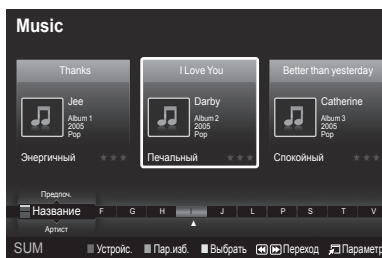 Music
Thanks
I Love You
Better than yesterday
Jee
Album 1
2005
Pop
Darby
Album 2
2005
Pop
Catherine
Album 3
2005
Pop
Энергичный
Печальный
Спокойный
Предпоч.
Название F G H I J L P S T V
Артист
SUM Устройс. Пар.изб. Выбрать Переход Параметр